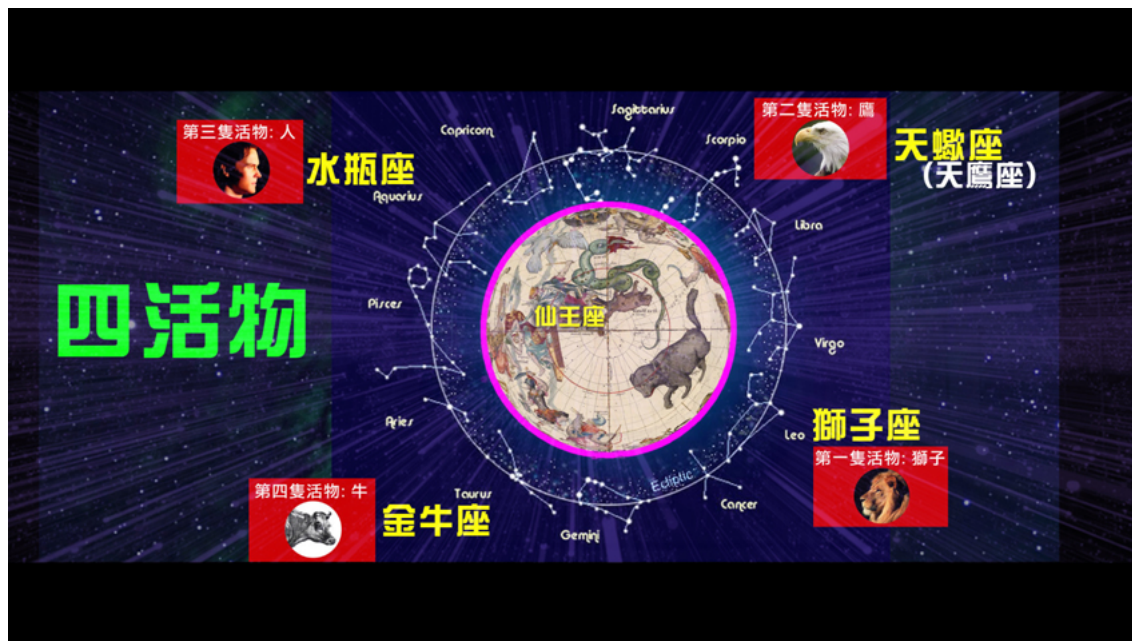 Sagittarius
第二隻活物: 鷹
第三隻活物: 人
Capricorn
Scorpio
天蠍座
(天鷹座)
水瓶座
Aquarius
Libra
四活物
Pisces
仙王座
Virgo
Aries
Leo
獅子座
第一隻活物: 獅子
Ecliptic
第四隻活物: 牛
Taurus
金牛座
Cancer
Gemini